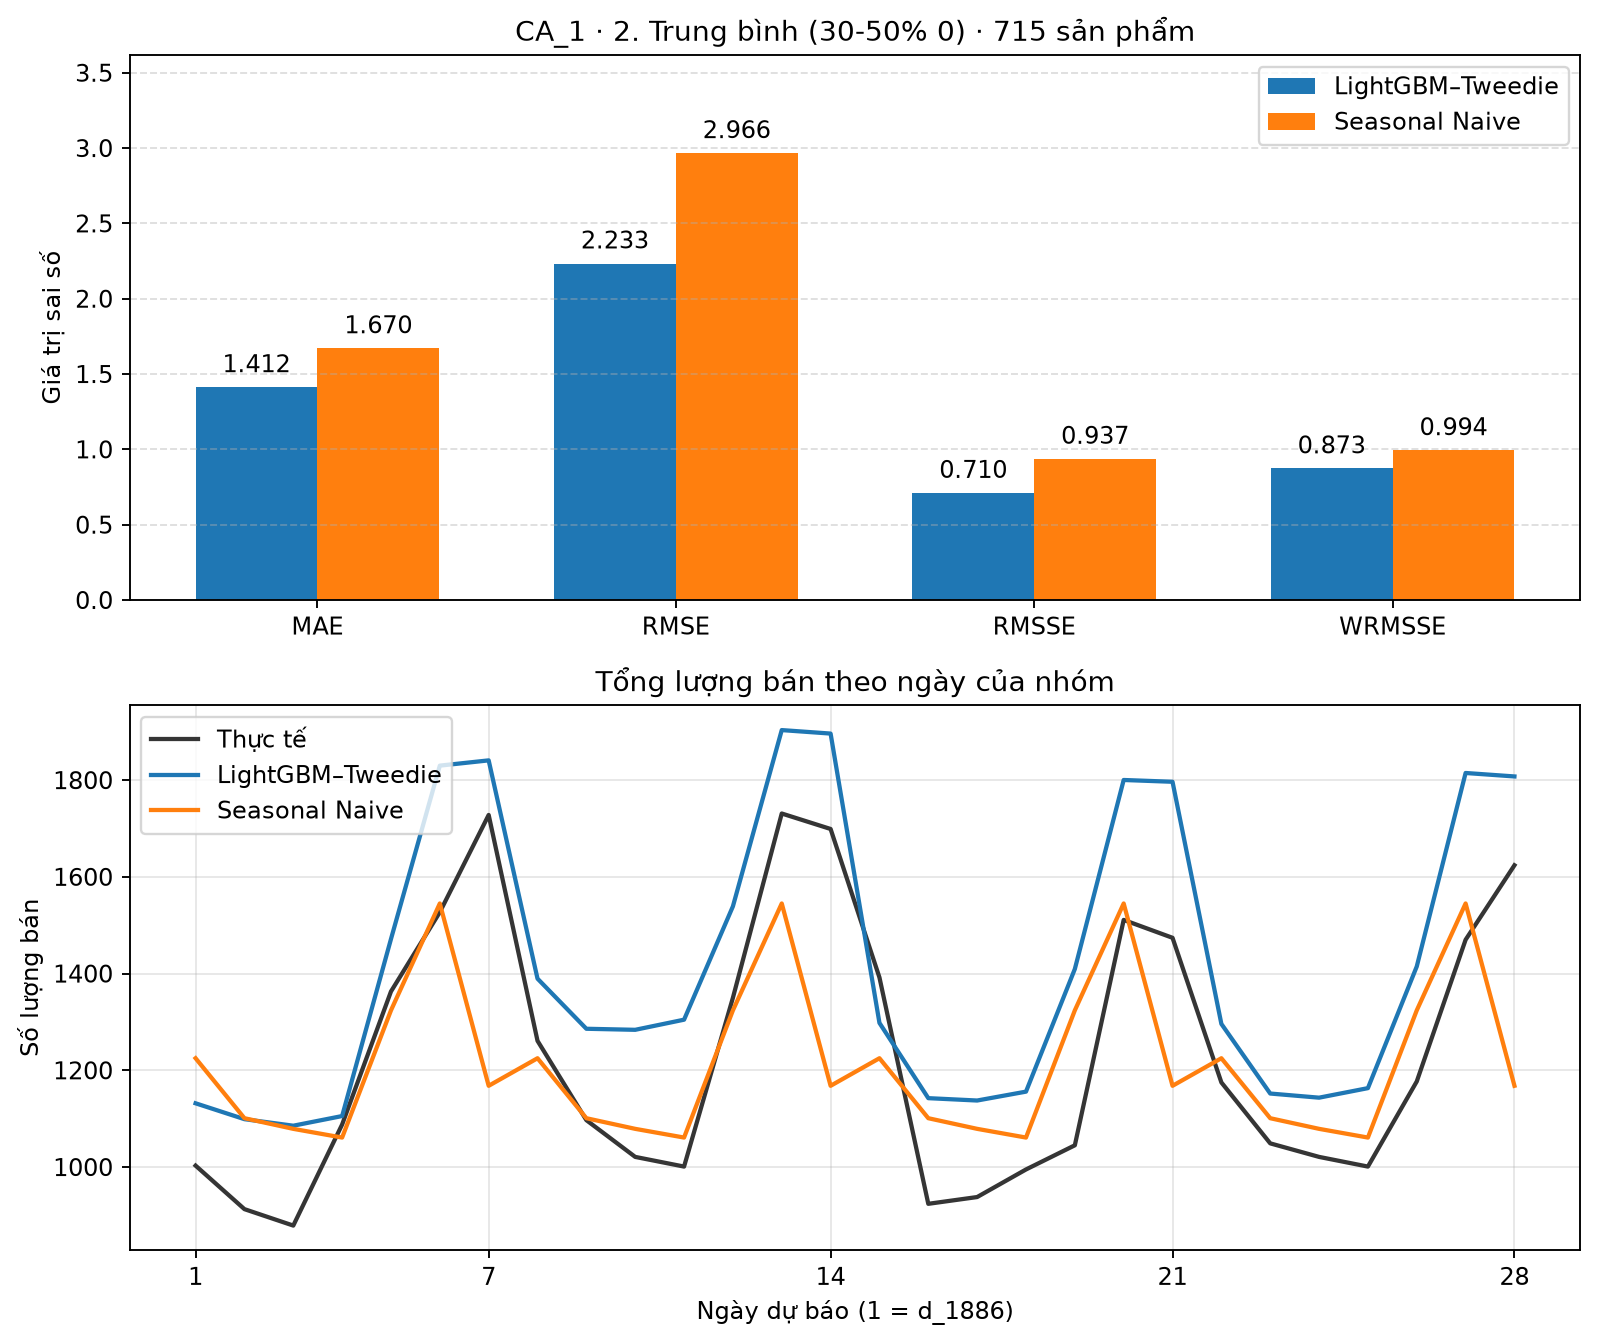 CA_1 · 2. Trung bình (30-50% 0) · 715 sản phẩm
Giá trị sai số
3.5
3.0
2.5
2.0
1.5
1.0
0.5
0.0
LightGBM–Tweedie
Seasonal Naive
1.412
1.670
2.233
2.966
0.710
0.937
0.873
0.994
MAE
RMSE
RMSSE
WRMSSE
Tổng lượng bán theo ngày của nhóm
Số lượng bán
1800
1600
1400
1200
1000
Thực tế
LightGBM–Tweedie
Seasonal Naive
1
7
14
21
28
Ngày dự báo (1 = d_1886)